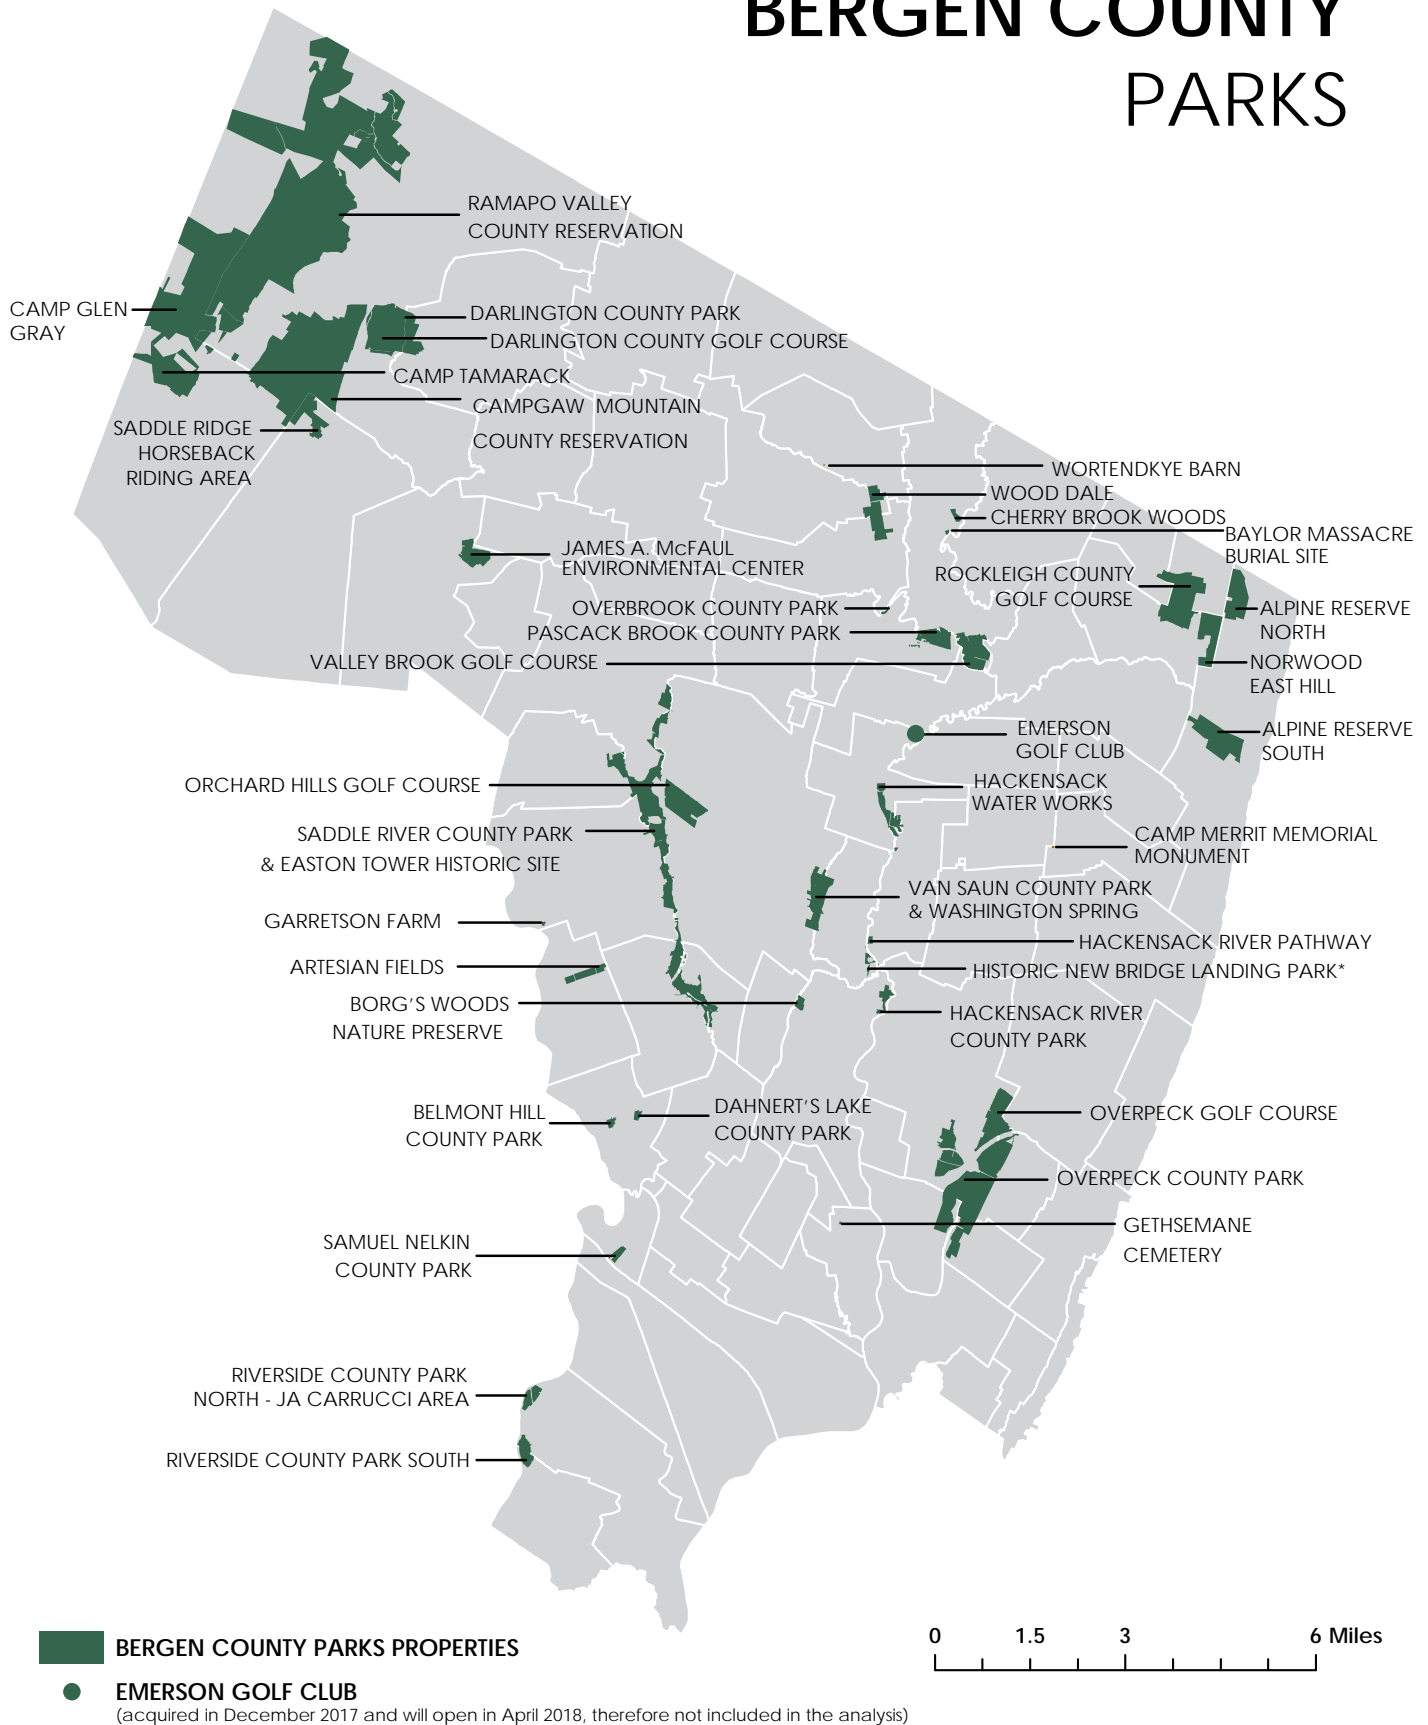 BERGEN COUNTY
PARKS
RAMAPO VALLEY
COUNTY RESERVATION
CAMP GLEN
GRAY
DARLINGTON COUNTY PARK
DARLINGTON COUNTY GOLF COURSE
CAMP TAMARACK
CAMPGAW MOUNTAIN
COUNTY RESERVATION
SADDLE RIDGE
HORSEBACK
RIDING AREA
WORTENDKYE BARN
WOOD DALE
CHERRY BROOK WOODS
BAYLOR MASSACRE
BURIAL SITE
JAMES A. McFAUL
ENVIRONMENTAL CENTER
ROCKLEIGH COUNTY
GOLF COURSE
OVERBROOK COUNTY PARK
PASCACK BROOK COUNTY PARK
VALLEY BROOK GOLF COURSE
ALPINE RESERVE
NORTH
NORWOOD
EAST HILL
EMERSON
GOLF CLUB
ALPINE RESERVE
SOUTH
ORCHARD HILLS GOLF COURSE
HACKENSACK
WATER WORKS
SADDLE RIVER COUNTY PARK
& EASTON TOWER HISTORIC SITE
CAMP MERRIT MEMORIAL
MONUMENT
VAN SAUN COUNTY PARK
& WASHINGTON SPRING
GARRETSON FARM
HACKENSACK RIVER PATHWAY
ARTESIAN FIELDS
HISTORIC NEW BRIDGE LANDING PARK*
BORG'S WOODS
NATURE PRESERVE
HACKENSACK RIVER
COUNTY PARK
BELMONT HILL
COUNTY PARK
DAHNERT'S LAKE
COUNTY PARK
OVERPECK GOLF COURSE
OVERPECK COUNTY PARK
GETHSEMANE
CEMETERY
SAMUEL NELKIN
COUNTY PARK
RIVERSIDE COUNTY PARK
NORTH - JA CARRUCCI AREA
RIVERSIDE COUNTY PARK SOUTH
BERGEN COUNTY PARKS PROPERTIES
EMERSON GOLF CLUB
(acquired in December 2017 and will open in April 2018, therefore not included in the analysis)
0 1.5 3 6 Miles